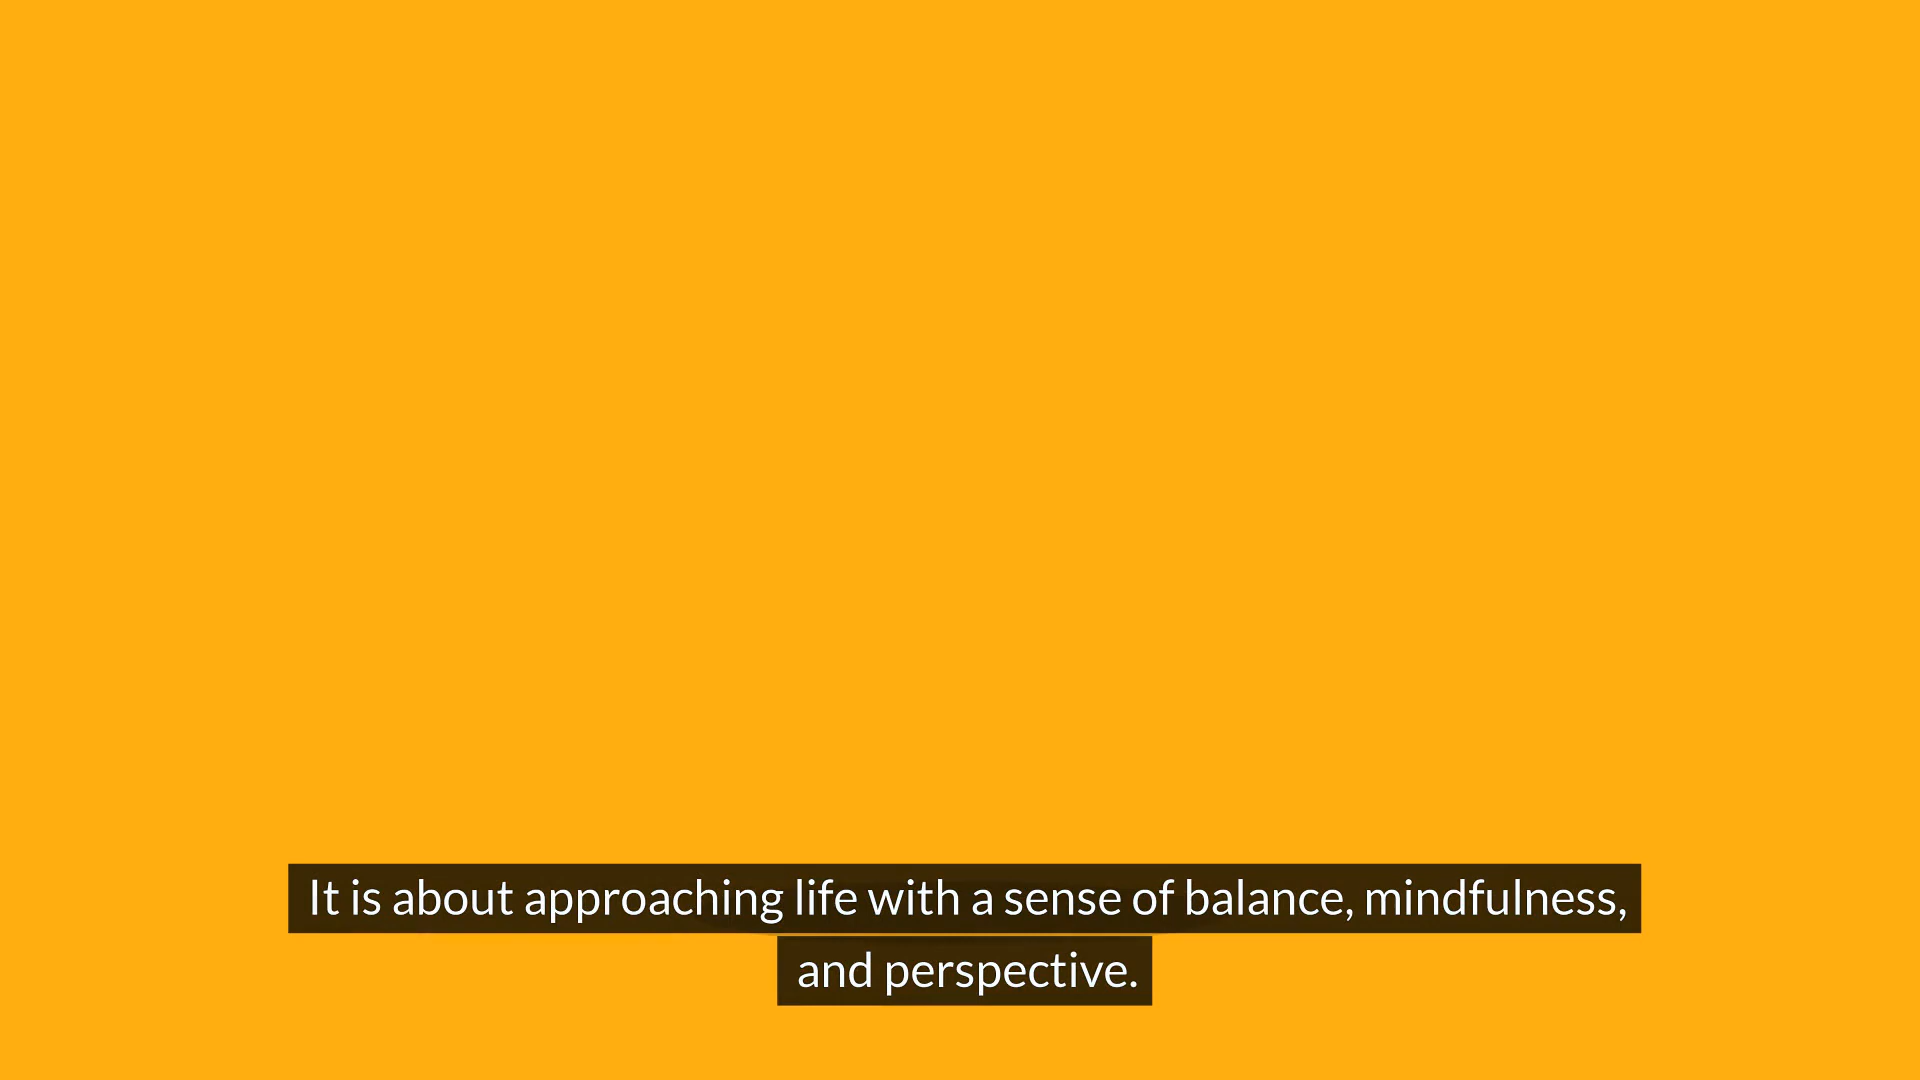 It is about approaching life with a sense of balance, mindfulness,
and perspective.